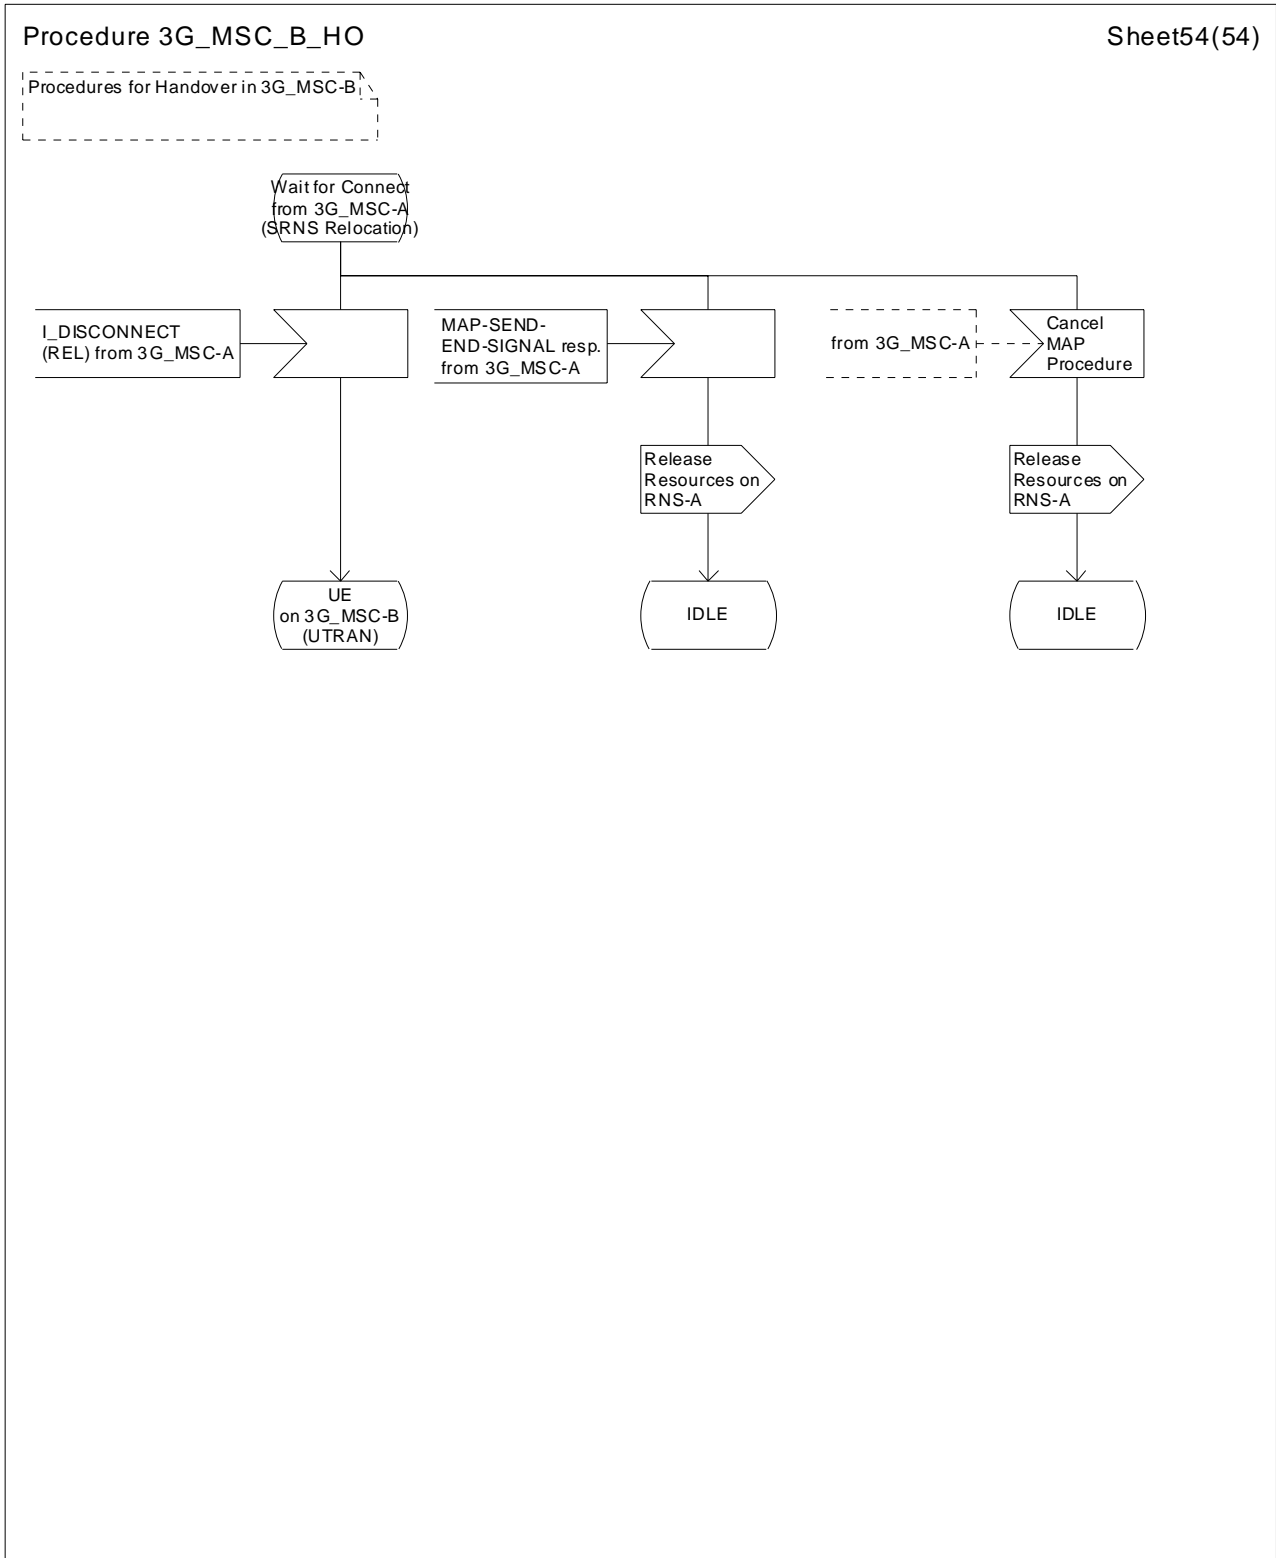 Procedure 3G_MSC_B_HO
Sheet54(54)
Procedures for Handover in 3G_MSC-B
Wait for Connect
from 3G_MSC-A
(SRNS Relocation)
I_DISCONNECT
(REL) from 3G_MSC-A
MAP-SEND-
END-SIGNAL resp.
from 3G_MSC-A
from 3G_MSC-A
Cancel
MAP
Procedure
Release
Resources on
RNS-A
Release
Resources on
RNS-A
UE
on 3G_MSC-B
(UTRAN)
IDLE
IDLE